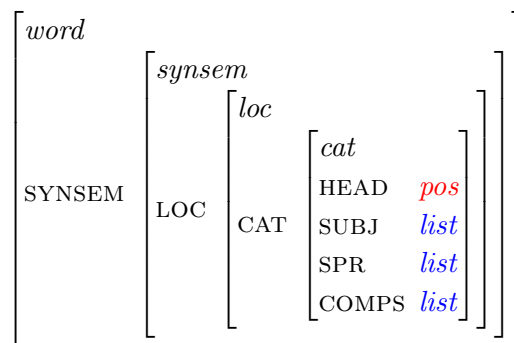 word
synsem
loc
cat
HEAD pos
SYNSEM LOC CAT SUBJ list
SPR list
COMPS list